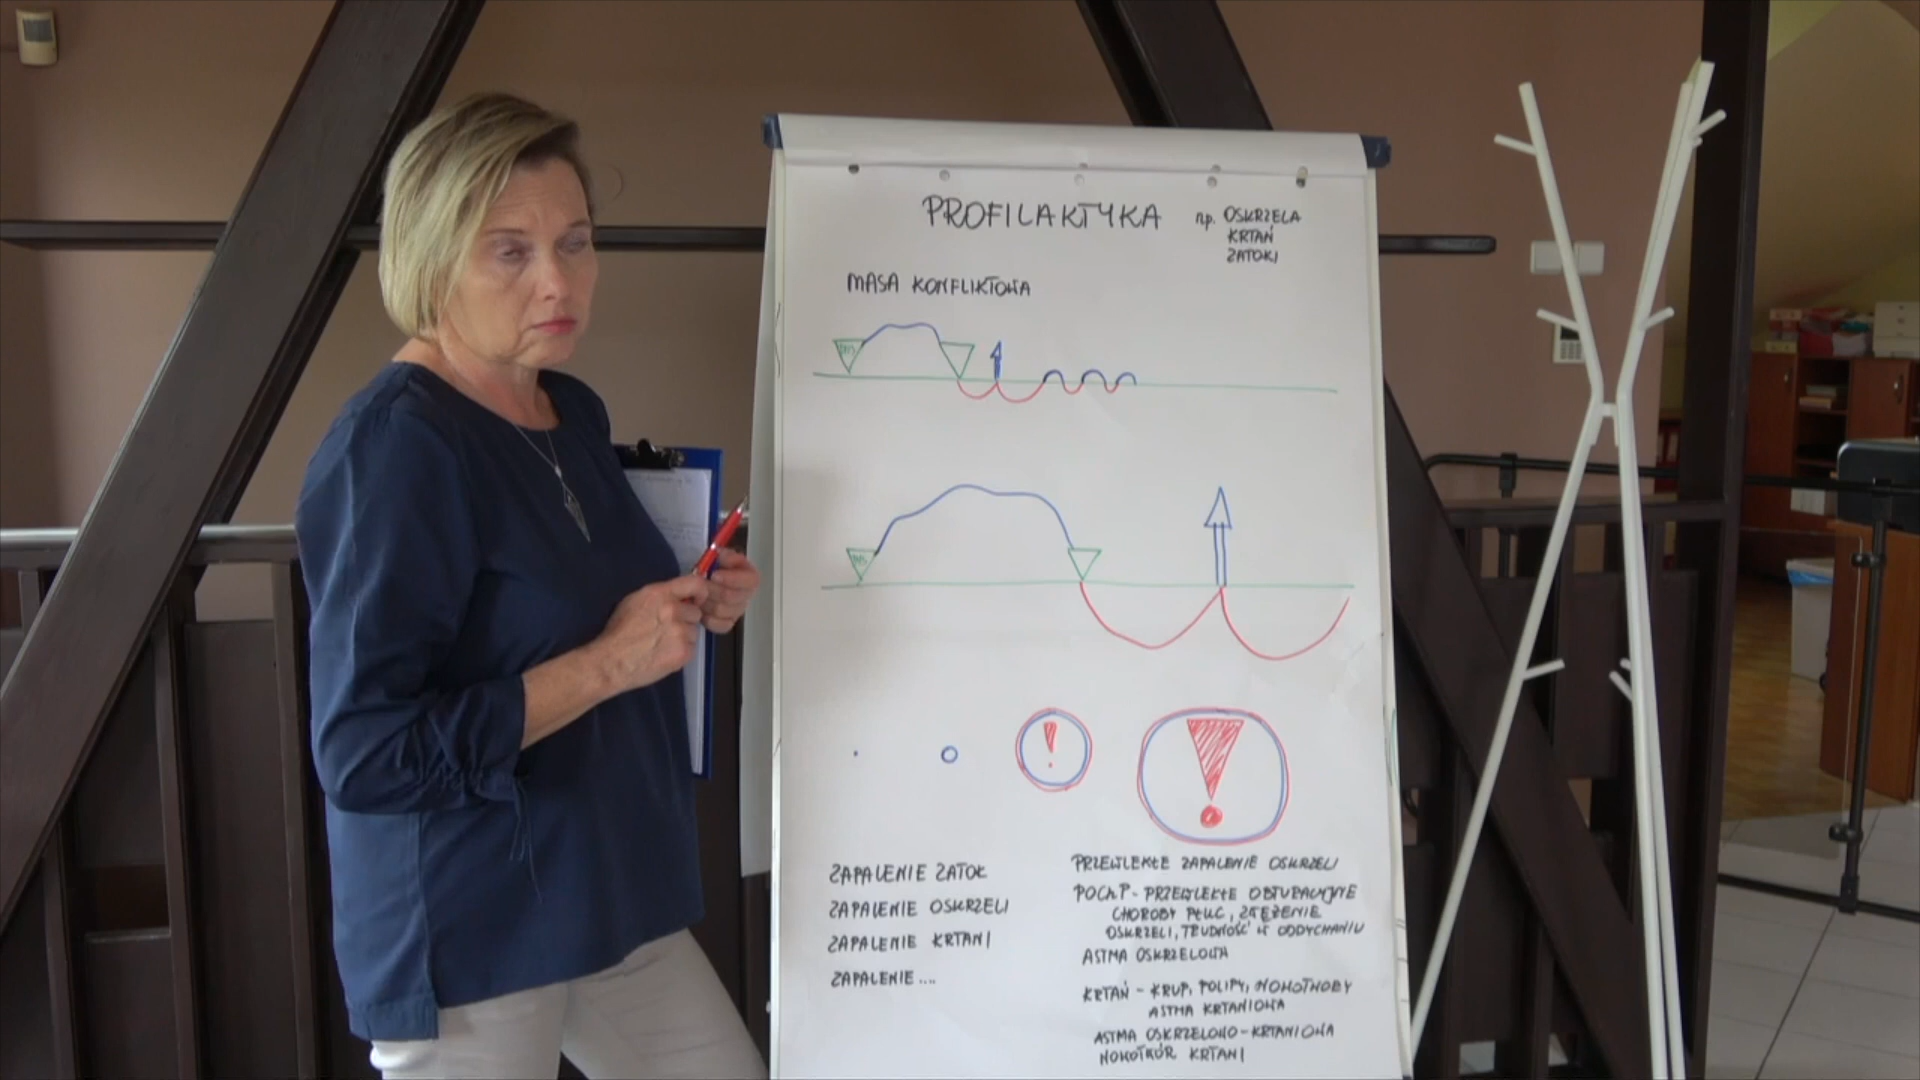 PROFILAKTYKA
np. OSKRZELA
KRTAŃ
ZATOKI
MASA KONFLIKTOWA
DHS
DHS
ZAPALENIE ZATOK
ZAPALENIE OSKRZELI
ZAPALENIE KRTANI
ZAPALENIE ....
PRZEWLEKŁE ZAPALENIE OSKRZELI
POChP - PRZEWLEKŁE OBTURACYJNE
CHOROBY PŁUC, ZWĘŻENIE
OSKRZELI, TRUDNOŚĆ W ODDYCHANIU
ASTMA OSKRZELOWA
KRTAŃ - KRUP, POLIPY, NOWOTWORY
ASTMA KRTANIOWA
ASTMA OSKRZELOWO-KRTANIOWA
NOWOTWÓR KRTANI